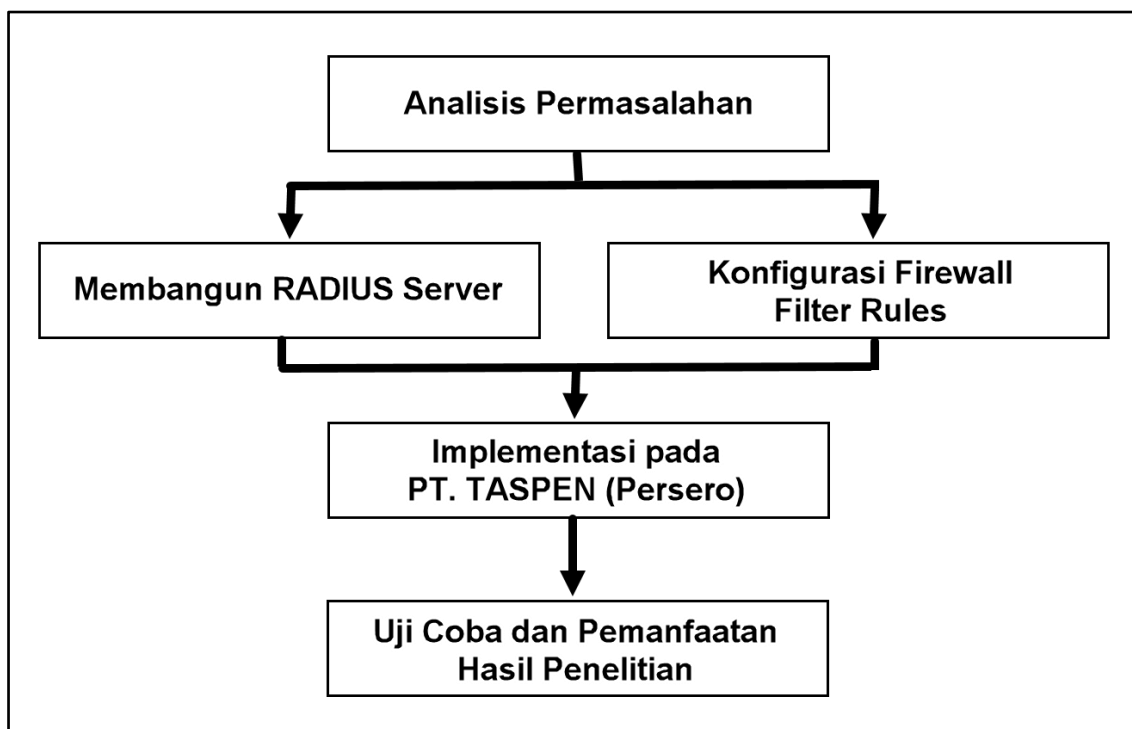 Analisis Permasalahan
Membangun RADIUS Server
Konfigurasi Firewall
Filter Rules
Implementasi pada
PT. TASPEN (Persero)
Uji Coba dan Pemanfaatan
Hasil Penelitian